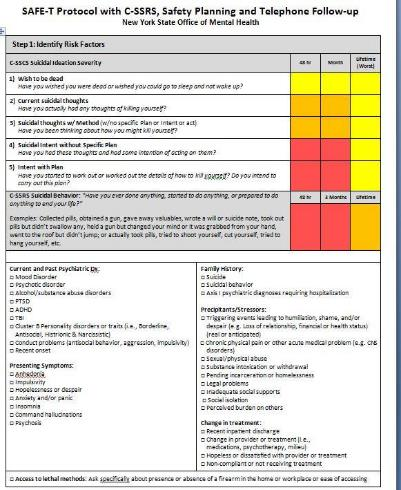 SAFE-T Protocol with C-SSRS, Safety Planning and Telephone Follow-up
New York State Office of Mental Health
Step 1: Identify Risk Factors
C-SSCS Suicidal Ideation Severity
48 hr
Month
Lifetime
(Worst)
1) Wish to be dead
Have you wished you were dead or wished you could go to sleep and not wake up?
2) Current suicidal thoughts
Have you actually had any thoughts of killing yourself?
3) Suicidal thoughts w/ Method (w/no specific Plan or Intent or act)
Have you been thinking about how you might kill yourself?
4) Suicidal Intent without Specific Plan
Have you had these thoughts and had some intention of acting on them?
5) Intent with Plan
Have you started to work out or worked out the details of how to kill yourself? Do you intend to
carry out this plan?
C-SSRS Suicidal Behavior: "Have you ever done anything, started to do anything, or prepared to do
anything to end your life?"
48 hr
3 Months
Lifetime
Examples: Collected pills, obtained a gun, gave away valuables, wrote a will or suicide note, took out
pills but didn't swallow any, held a gun but changed your mind or it was grabbed from your hand,
went to the roof but didn't jump; or actually took pills, tried to shoot yourself, cut yourself, tried to
hang yourself, etc.
Current and Past Psychiatric Dx:
□ Mood Disorder
□ Psychotic disorder
□ Alcohol/substance abuse disorders
□ PTSD
□ ADHD
□ TBI
□ Cluster B Personality disorders or traits (i.e., Borderline,
Antisocial, Histrionic & Narcissistic)
□ Conduct problems (antisocial behavior, aggression, impulsivity)
□ Recent onset
Presenting Symptoms:
□ Anhedonia
□ Impulsivity
□ Hopelessness or despair
□ Anxiety and/or panic
□ Insomnia
□ Command hallucinations
□ Psychosis
Family History:
□ Suicide
□ Suicidal behavior
□ Axis I psychiatric diagnoses requiring hospitalization
Precipitants/Stressors:
□ Triggering events leading to humiliation, shame, and/or
despair (e.g. Loss of relationship, financial or health status)
(real or anticipated)
□ Chronic physical pain or other acute medical problem (e.g. CNS
disorders)
□ Sexual/physical abuse
□ Substance intoxication or withdrawal
□ Pending incarceration or homelessness
□ Legal problems
□ Inadequate social supports
□ Social isolation
□ Perceived burden on others
Change in treatment:
□ Recent inpatient discharge
□ Change in provider or treatment (i.e.,
medications, psychotherapy, milieu)
□ Hopeless or dissatisfied with provider or treatment
□ Non-compliant or not receiving treatment
□ Access to lethal methods: Ask specifically about presence or absence of a firearm in the home or workplace or ease of accessing